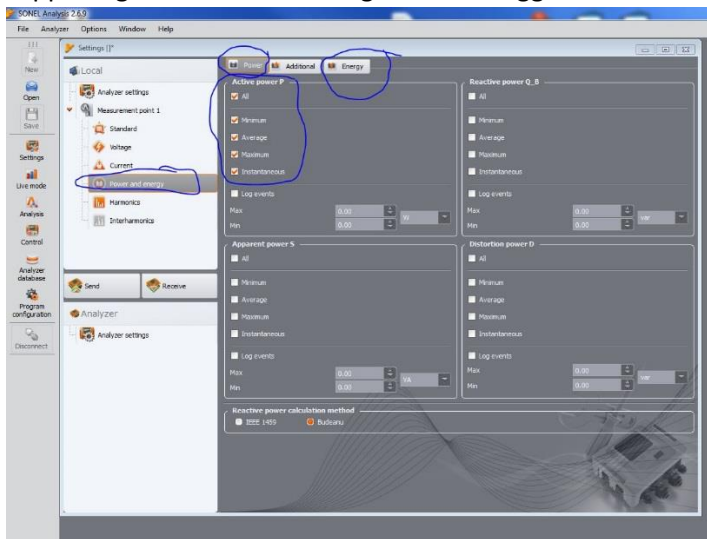 SONEL Analysis 2.6.9
File Analyzer Options Window Help
New
Open
Save
Settings
Live mode
Analysis
Control
Analyzer
database
Program
configuration
Disconnect
Settings []*
Local
Analyzer settings
Measurement point 1
Standard
Voltage
Current
Power and energy
Harmonics
Interharmonics
Send Receive
Analyzer
Analyzer settings
Power Additional Energy
Active power P
All
Minimum
Average
Maximum
Instantaneous
Log events
Max 0.00 W
Min 0.00
Reactive power Q_B
All
Minimum
Average
Maximum
Instantaneous
Log events
Max 0.00 var
Min 0.00
Apparent power S
All
Minimum
Average
Maximum
Instantaneous
Log events
Max 0.00 VA
Min 0.00
Distortion power D
All
Minimum
Average
Maximum
Instantaneous
Log events
Max 0.00 var
Min 0.00
Reactive power calculation method
IEEE 1459 Budeanu